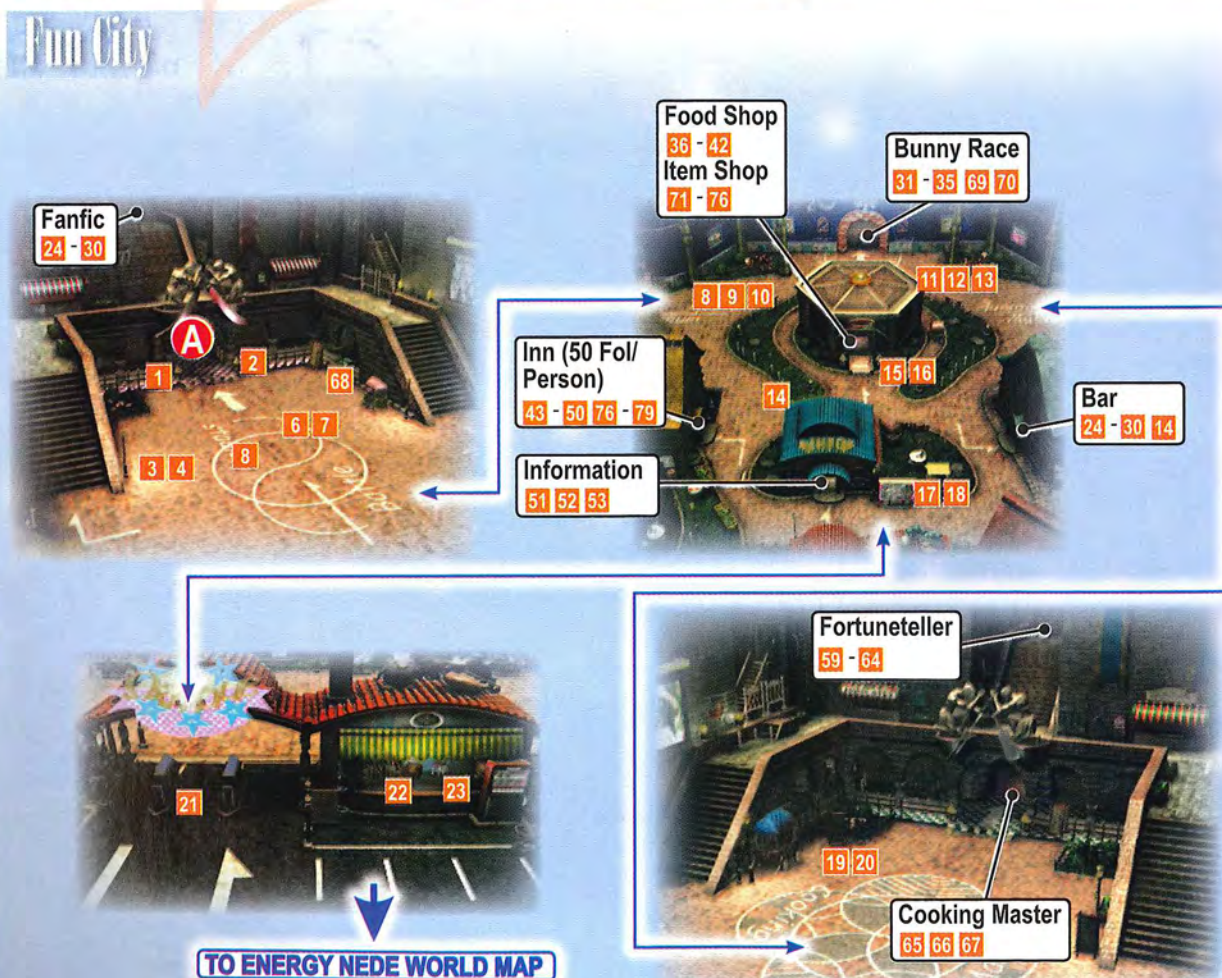 Fun City
Food Shop
36 - 42
Item Shop
71 - 76
Bunny Race
31 - 35 69 70
Fanfic
24 - 30
11 12 13
8 9 10
A
Inn (50 Fol/
Person)
43 - 50 76 - 79
1
2
68
15 16
14
Bar
24 - 30 14
6 7
8
3 4
Information
51 52 53
17 18
Battle
Fortuneteller
59 - 64
22 23
21
19 20
Cooking
Cooking Master
65 66 67
TO ENERGY NEDE WORLD MAP